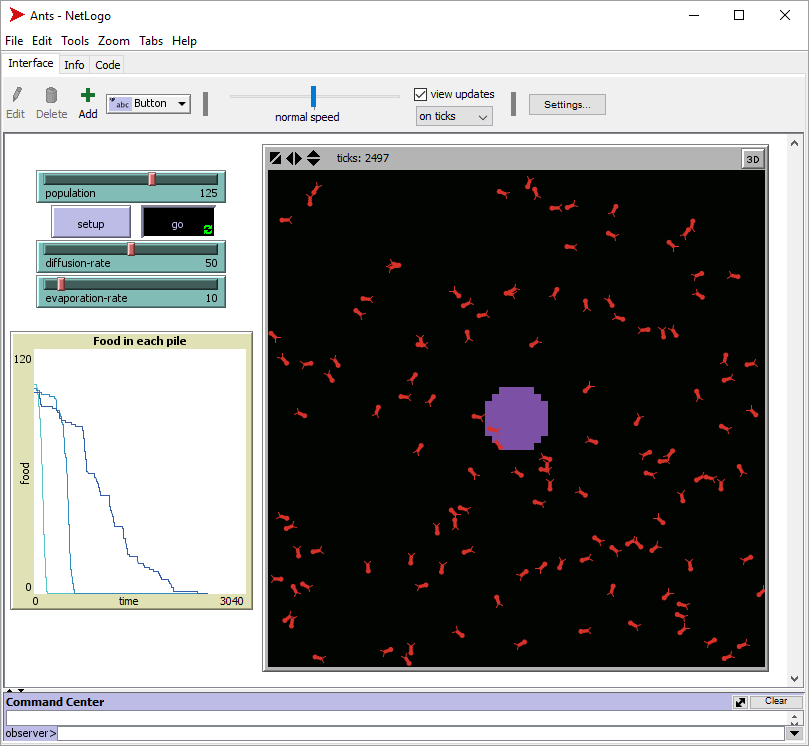 Ants - NetLogo
File Edit Tools Zoom Tabs Help
Interface Info Code
Edit Delete Add abc Button normal speed view updates on ticks Settings...
ticks: 2497 3D
population 125
setup go
diffusion-rate 50
evaporation-rate 10
Food in each pile
120
food
0
0 time 3040
Command Center Clear
observer>